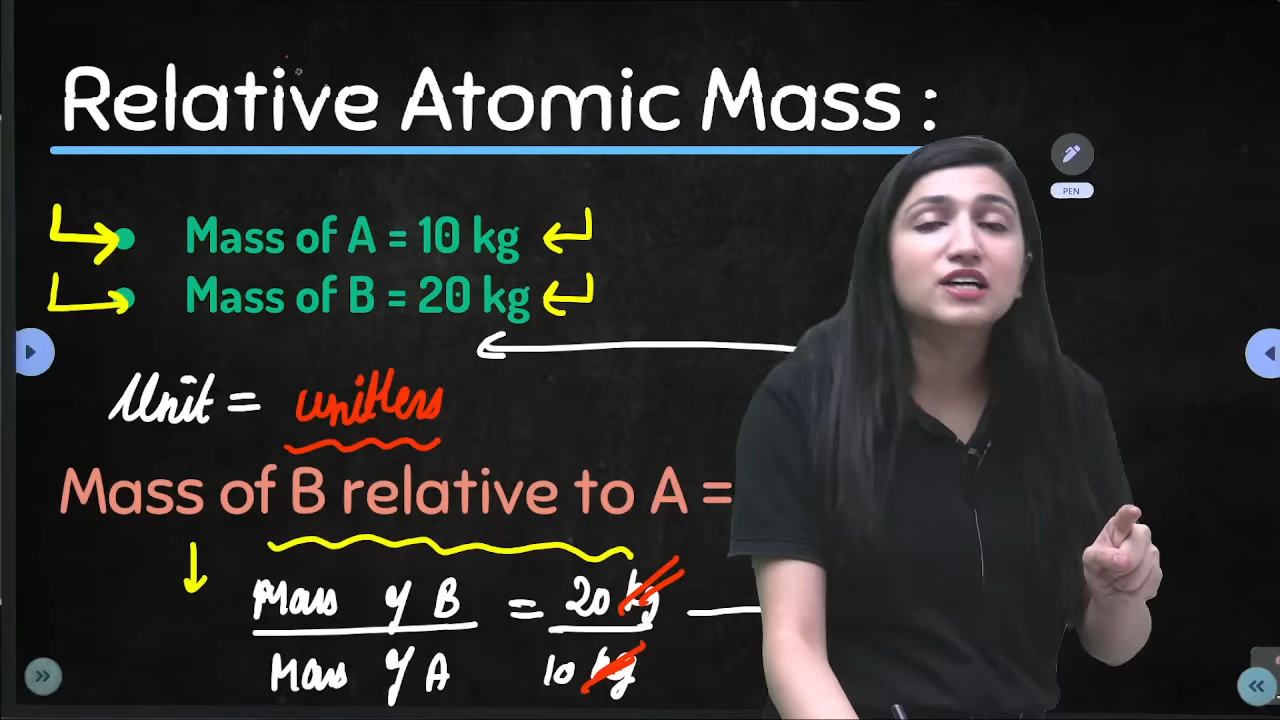 Relative Atomic Mass :
PEN
Mass of A = 10 kg
Mass of B = 20 kg
Unit = unitless
Mass of B relative to A =
Mass of B = 20 kg
Mass of A 10 kg